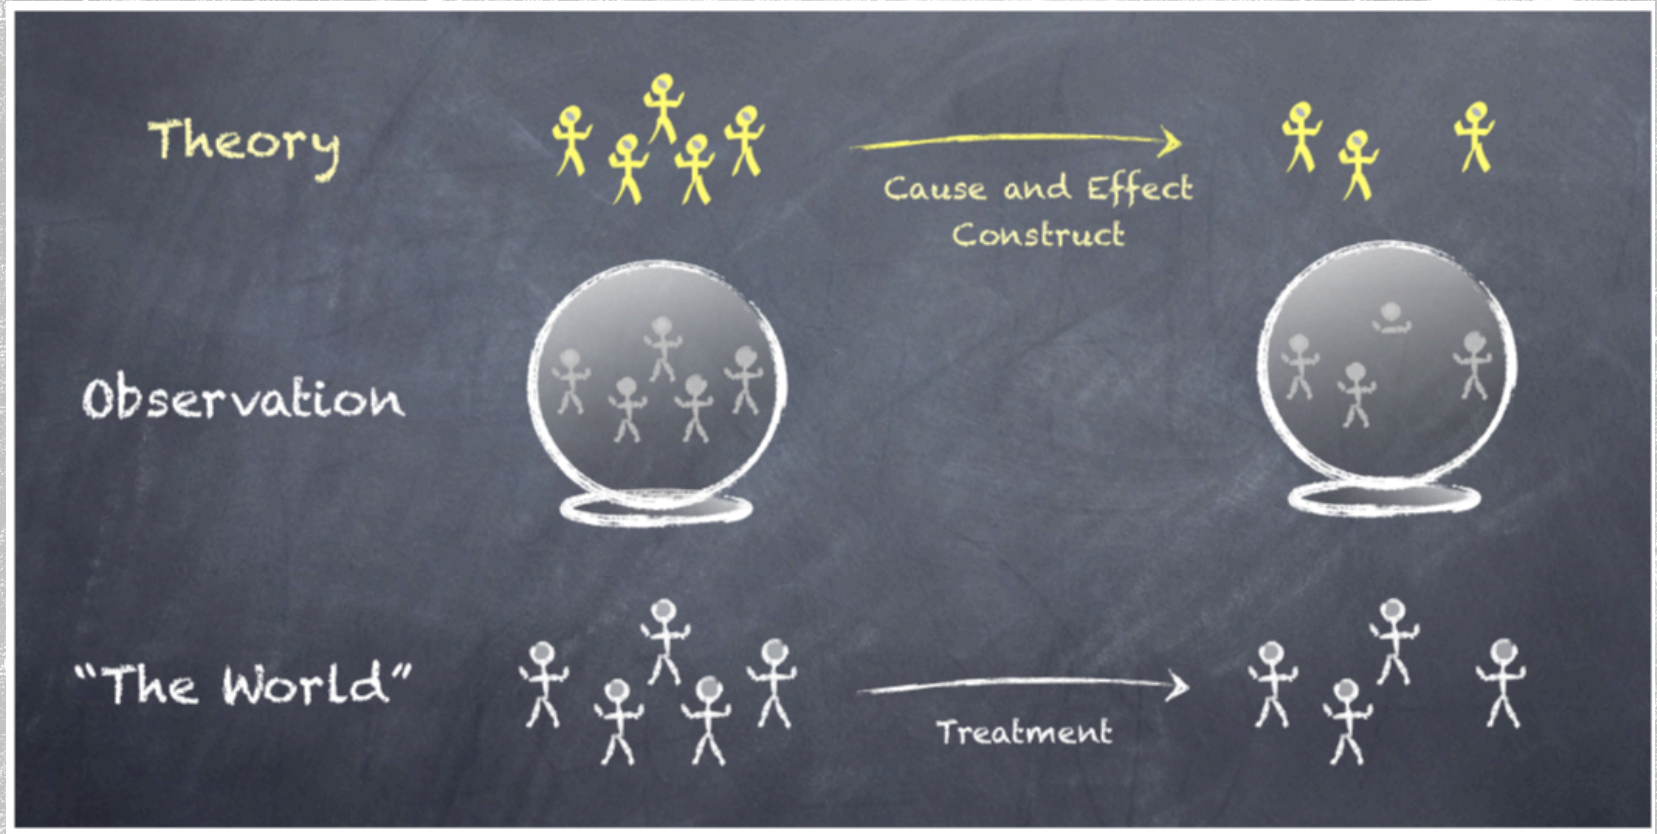 Theory
Cause and Effect
Construct
Observation
“The World”
Treatment